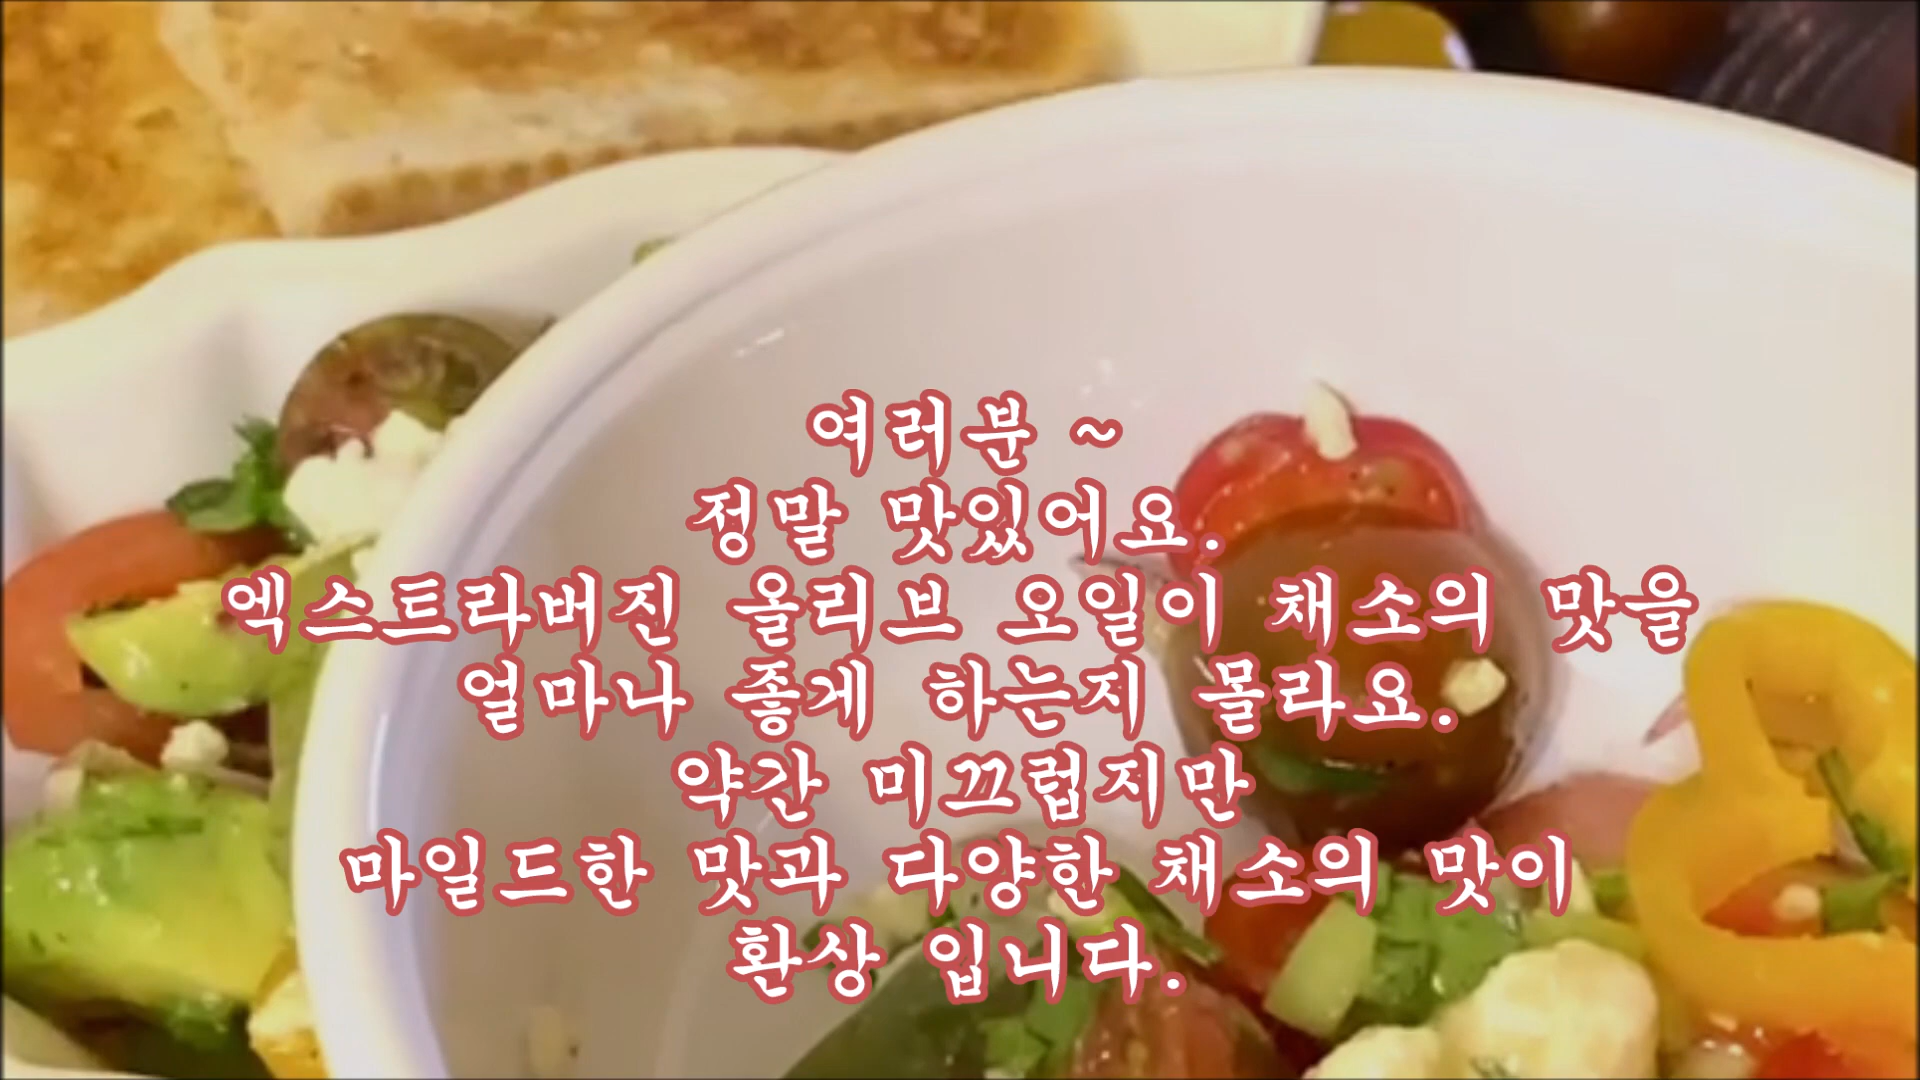 여러분 ~
정말 맛있어요.
엑스트라버진 올리브 오일이 채소의 맛을
얼마나 좋게 하는지 몰라요.
약간 미끄럽지만
마일드한 맛과 다양한 채소의 맛이
환상 입니다.